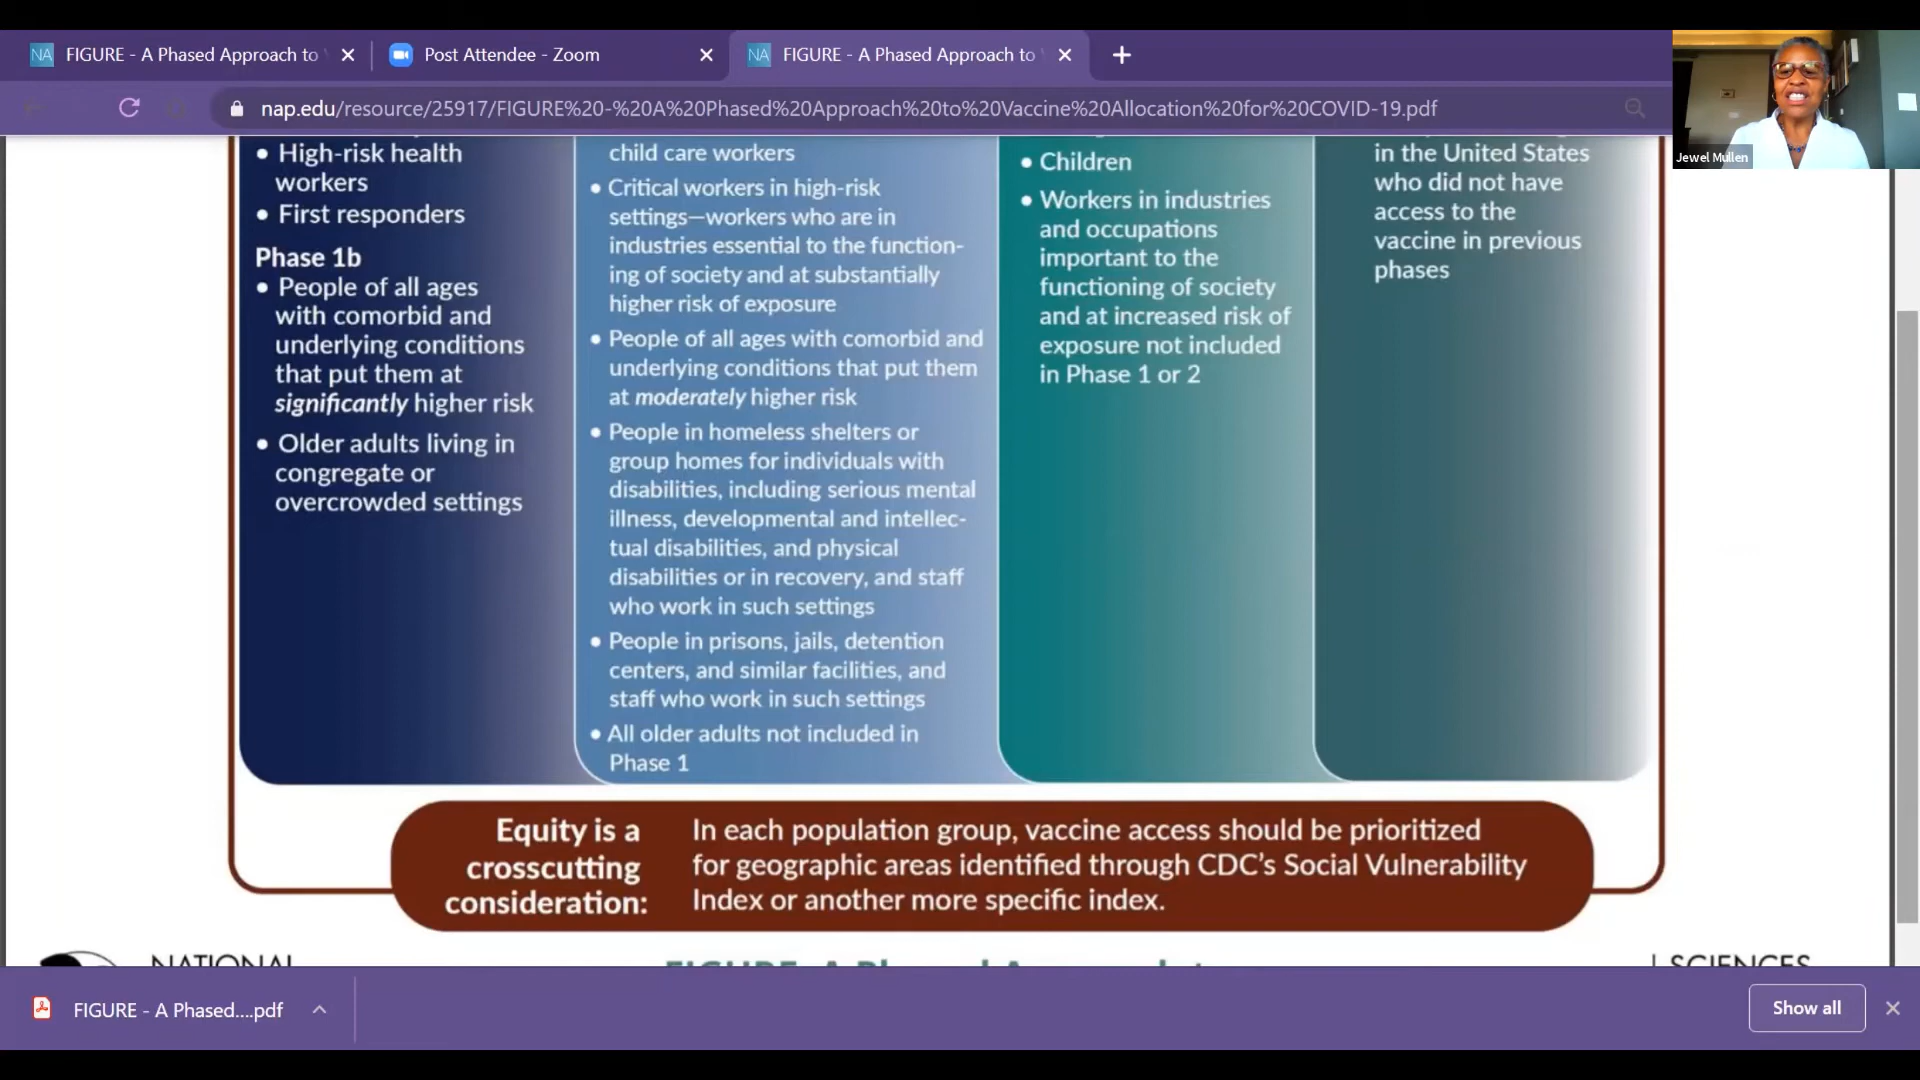 FIGURE - A Phased Approach to
Post Attendee - Zoom
FIGURE - A Phased Approach to
nap.edu/resource/25917/FIGURE%20-%20A%20Phased%20Approach%20to%20Vaccine%20Allocation%20for%20COVID-19.pdf
Jewel Mullen
• High-risk health
workers
• First responders
Phase 1b
• People of all ages
with comorbid and
underlying conditions
that put them at
significantly higher risk
• Older adults living in
congregate or
overcrowded settings
child care workers
• Critical workers in high-risk
settings—workers who are in
industries essential to the function-
ing of society and at substantially
higher risk of exposure
• People of all ages with comorbid and
underlying conditions that put them
at moderately higher risk
• People in homeless shelters or
group homes for individuals with
disabilities, including serious mental
illness, developmental and intellec-
tual disabilities, and physical
disabilities or in recovery, and staff
who work in such settings
• People in prisons, jails, detention
centers, and similar facilities, and
staff who work in such settings
• All older adults not included in
Phase 1
• Children
• Workers in industries
and occupations
important to the
functioning of society
and at increased risk of
exposure not included
in Phase 1 or 2
in the United States
who did not have
access to the
vaccine in previous
phases
Equity is a
crosscutting
consideration:
In each population group, vaccine access should be prioritized
for geographic areas identified through CDC's Social Vulnerability
Index or another more specific index.
NATIONAL
SCIENCES
FIGURE - A Phased....pdf
Show all